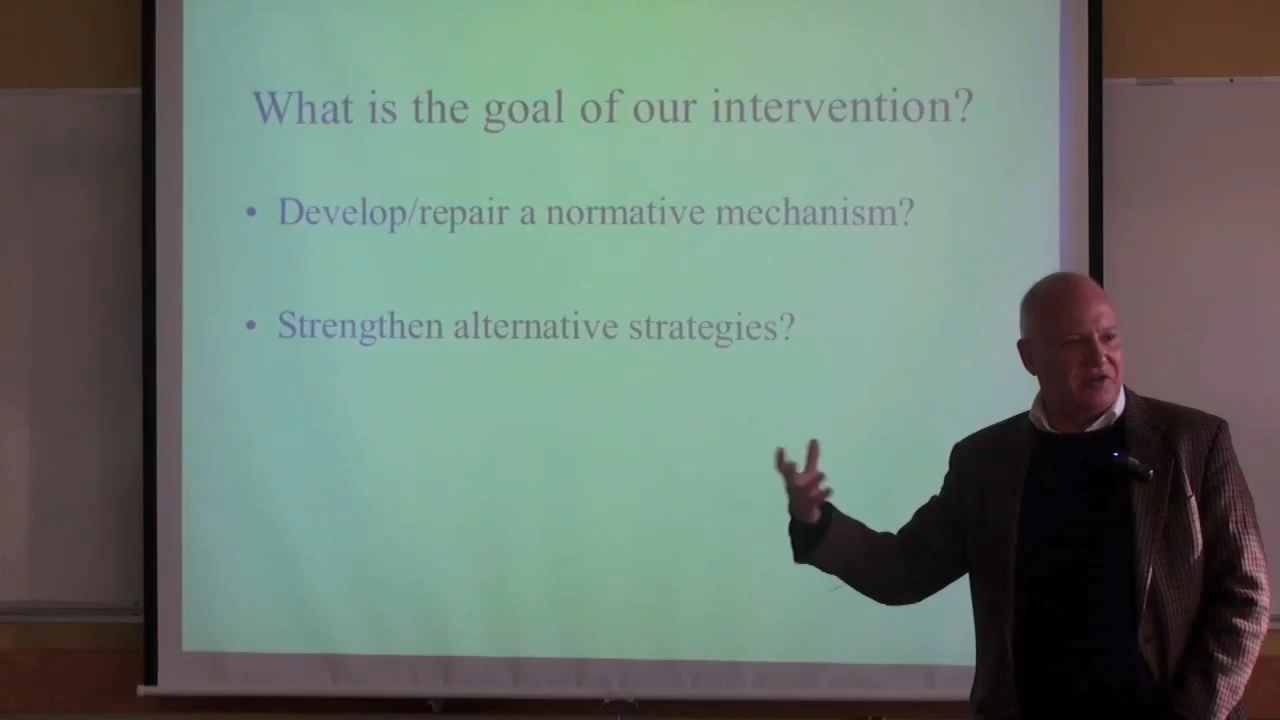 What is the goal of our intervention?
• Develop/repair a normative mechanism?
• Strengthen alternative strategies?